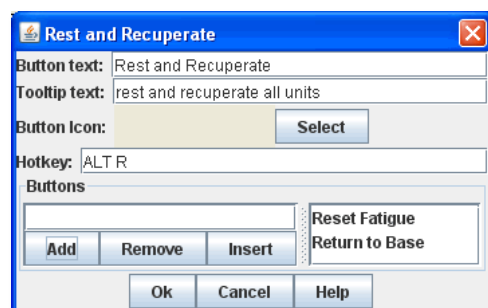 Rest and Recuperate
Button text: Rest and Recuperate
Tooltip text: rest and recuperate all units
Button Icon: Select
Hotkey: ALT R
Buttons
Reset Fatigue
Return to Base
Add Remove Insert
Ok Cancel Help